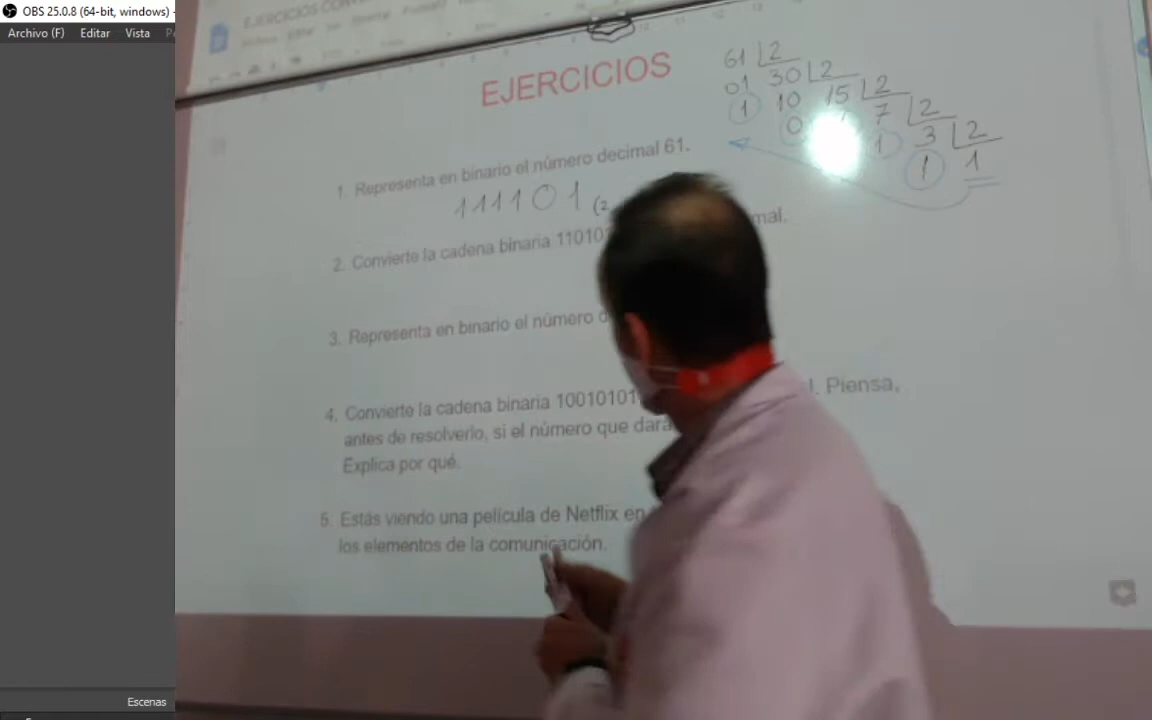 OBS 25.0.8 (64-bit, windows) -
Archivo (F) Editar Vista
EJERCICIOS
61 2
01 30 2
1 10 15 2
0 7 2
1 3 2
1 1
1. Representa en binario el número decimal 61.
111101 (2
2. Convierte la cadena binaria 11010
3. Representa en binario el número
4. Convierte la cadena binaria 10010101 Piensa,
antes de resolverlo, si el número que dará
Explica por qué.
5. Estás viendo una película de Netflix en
los elementos de la comunicación.
Escenas